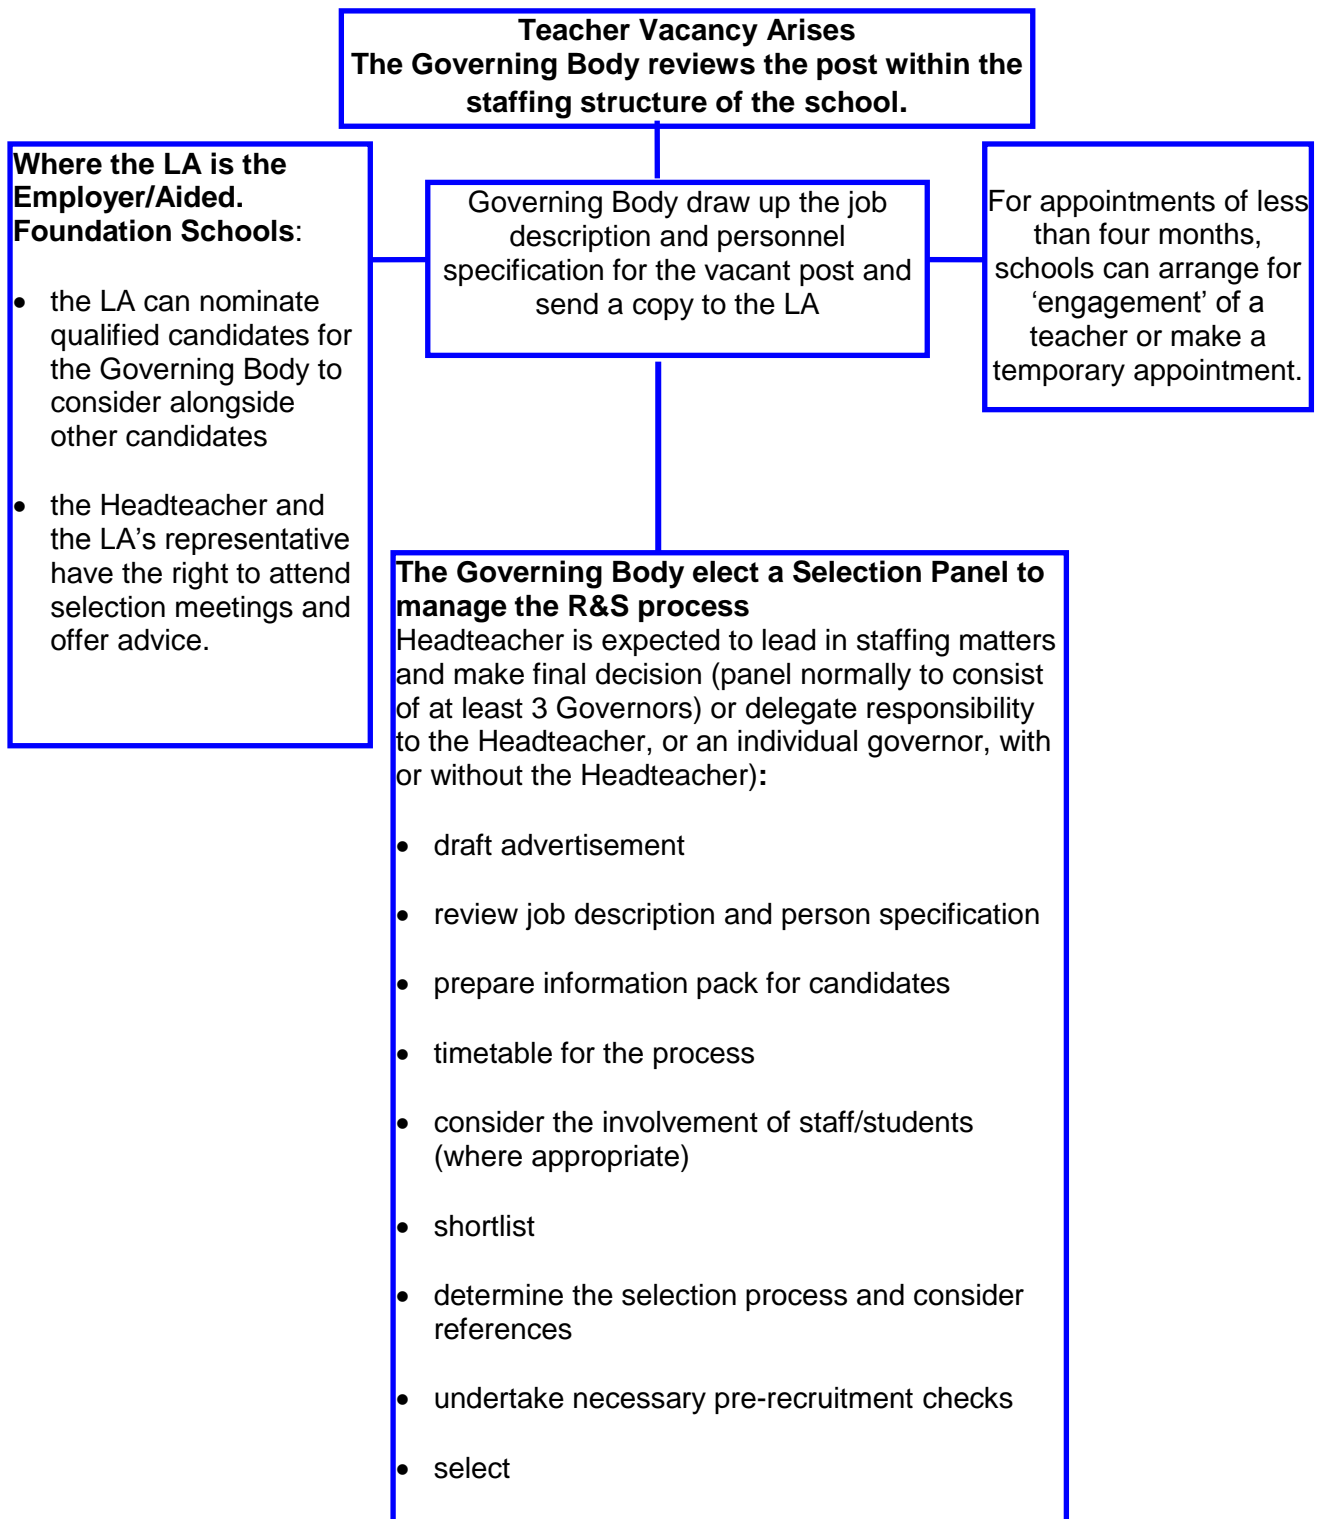 Teacher Vacancy Arises
The Governing Body reviews the post within the
staffing structure of the school.
Where the LA is the
Employer/Aided.
Foundation Schools:
• the LA can nominate
qualified candidates for
the Governing Body to
consider alongside
other candidates
• the Headteacher and
the LA’s representative
have the right to attend
selection meetings and
offer advice.
Governing Body draw up the job
description and personnel
specification for the vacant post and
send a copy to the LA
For appointments of less
than four months,
schools can arrange for
‘engagement’ of a
teacher or make a
temporary appointment.
The Governing Body elect a Selection Panel to
manage the R&S process
Headteacher is expected to lead in staffing matters
and make final decision (panel normally to consist
of at least 3 Governors) or delegate responsibility
to the Headteacher, or an individual governor, with
or without the Headteacher):
• draft advertisement
• review job description and person specification
• prepare information pack for candidates
• timetable for the process
• consider the involvement of staff/students
(where appropriate)
• shortlist
• determine the selection process and consider
references
• undertake necessary pre-recruitment checks
• select